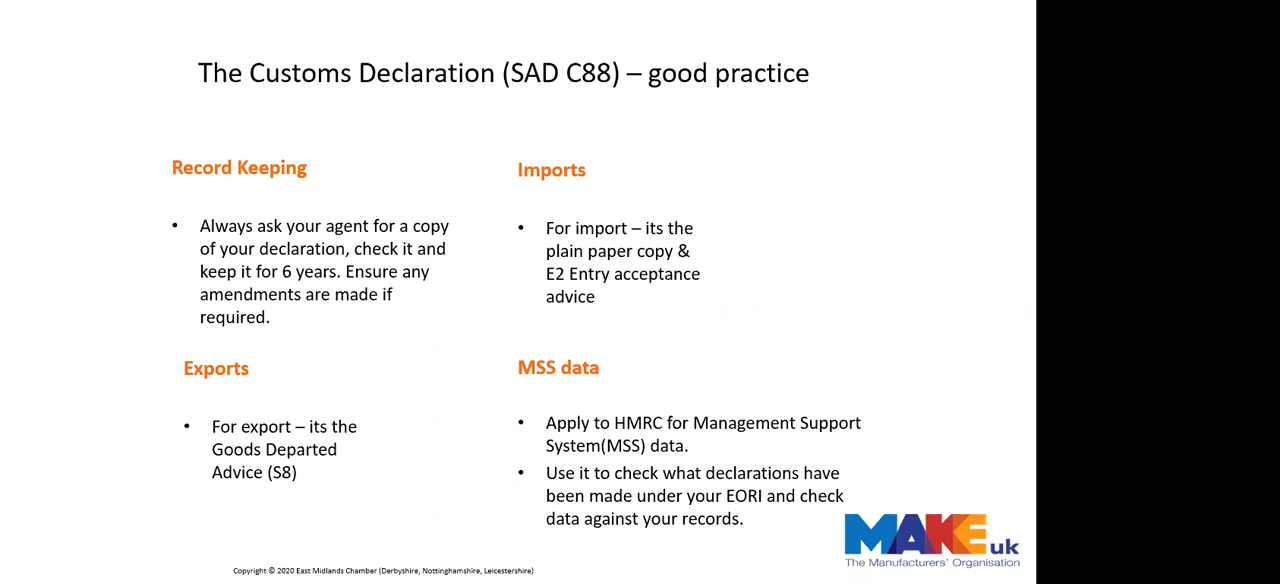 The Customs Declaration (SAD C88) – good practice
Record Keeping
• Always ask your agent for a copy
of your declaration, check it and
keep it for 6 years. Ensure any
amendments are made if
required.
Imports
• For import – its the
plain paper copy &
E2 Entry acceptance
advice
Exports
• For export – its the
Goods Departed
Advice (S8)
MSS data
• Apply to HMRC for Management Support
System(MSS) data.
• Use it to check what declarations have
been made under your EORI and check
data against your records.
MAKE uk
The Manufacturers' Organisation
Copyright © 2020 East Midlands Chamber (Derbyshire, Nottinghamshire, Leicestershire)